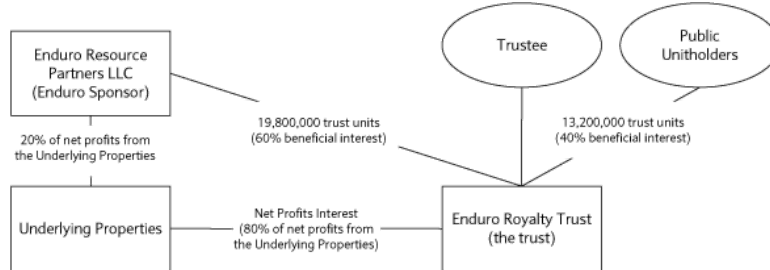 Enduro Resource
Partners LLC
(Enduro Sponsor)
Trustee
Public
Unitholders
19,800,000 trust units
(60% beneficial interest)
13,200,000 trust units
(40% beneficial interest)
20% of net profits from
the Underlying Properties
Underlying Properties
Net Profits Interest
(80% of net profits from
the Underlying Properties)
Enduro Royalty Trust
(the trust)